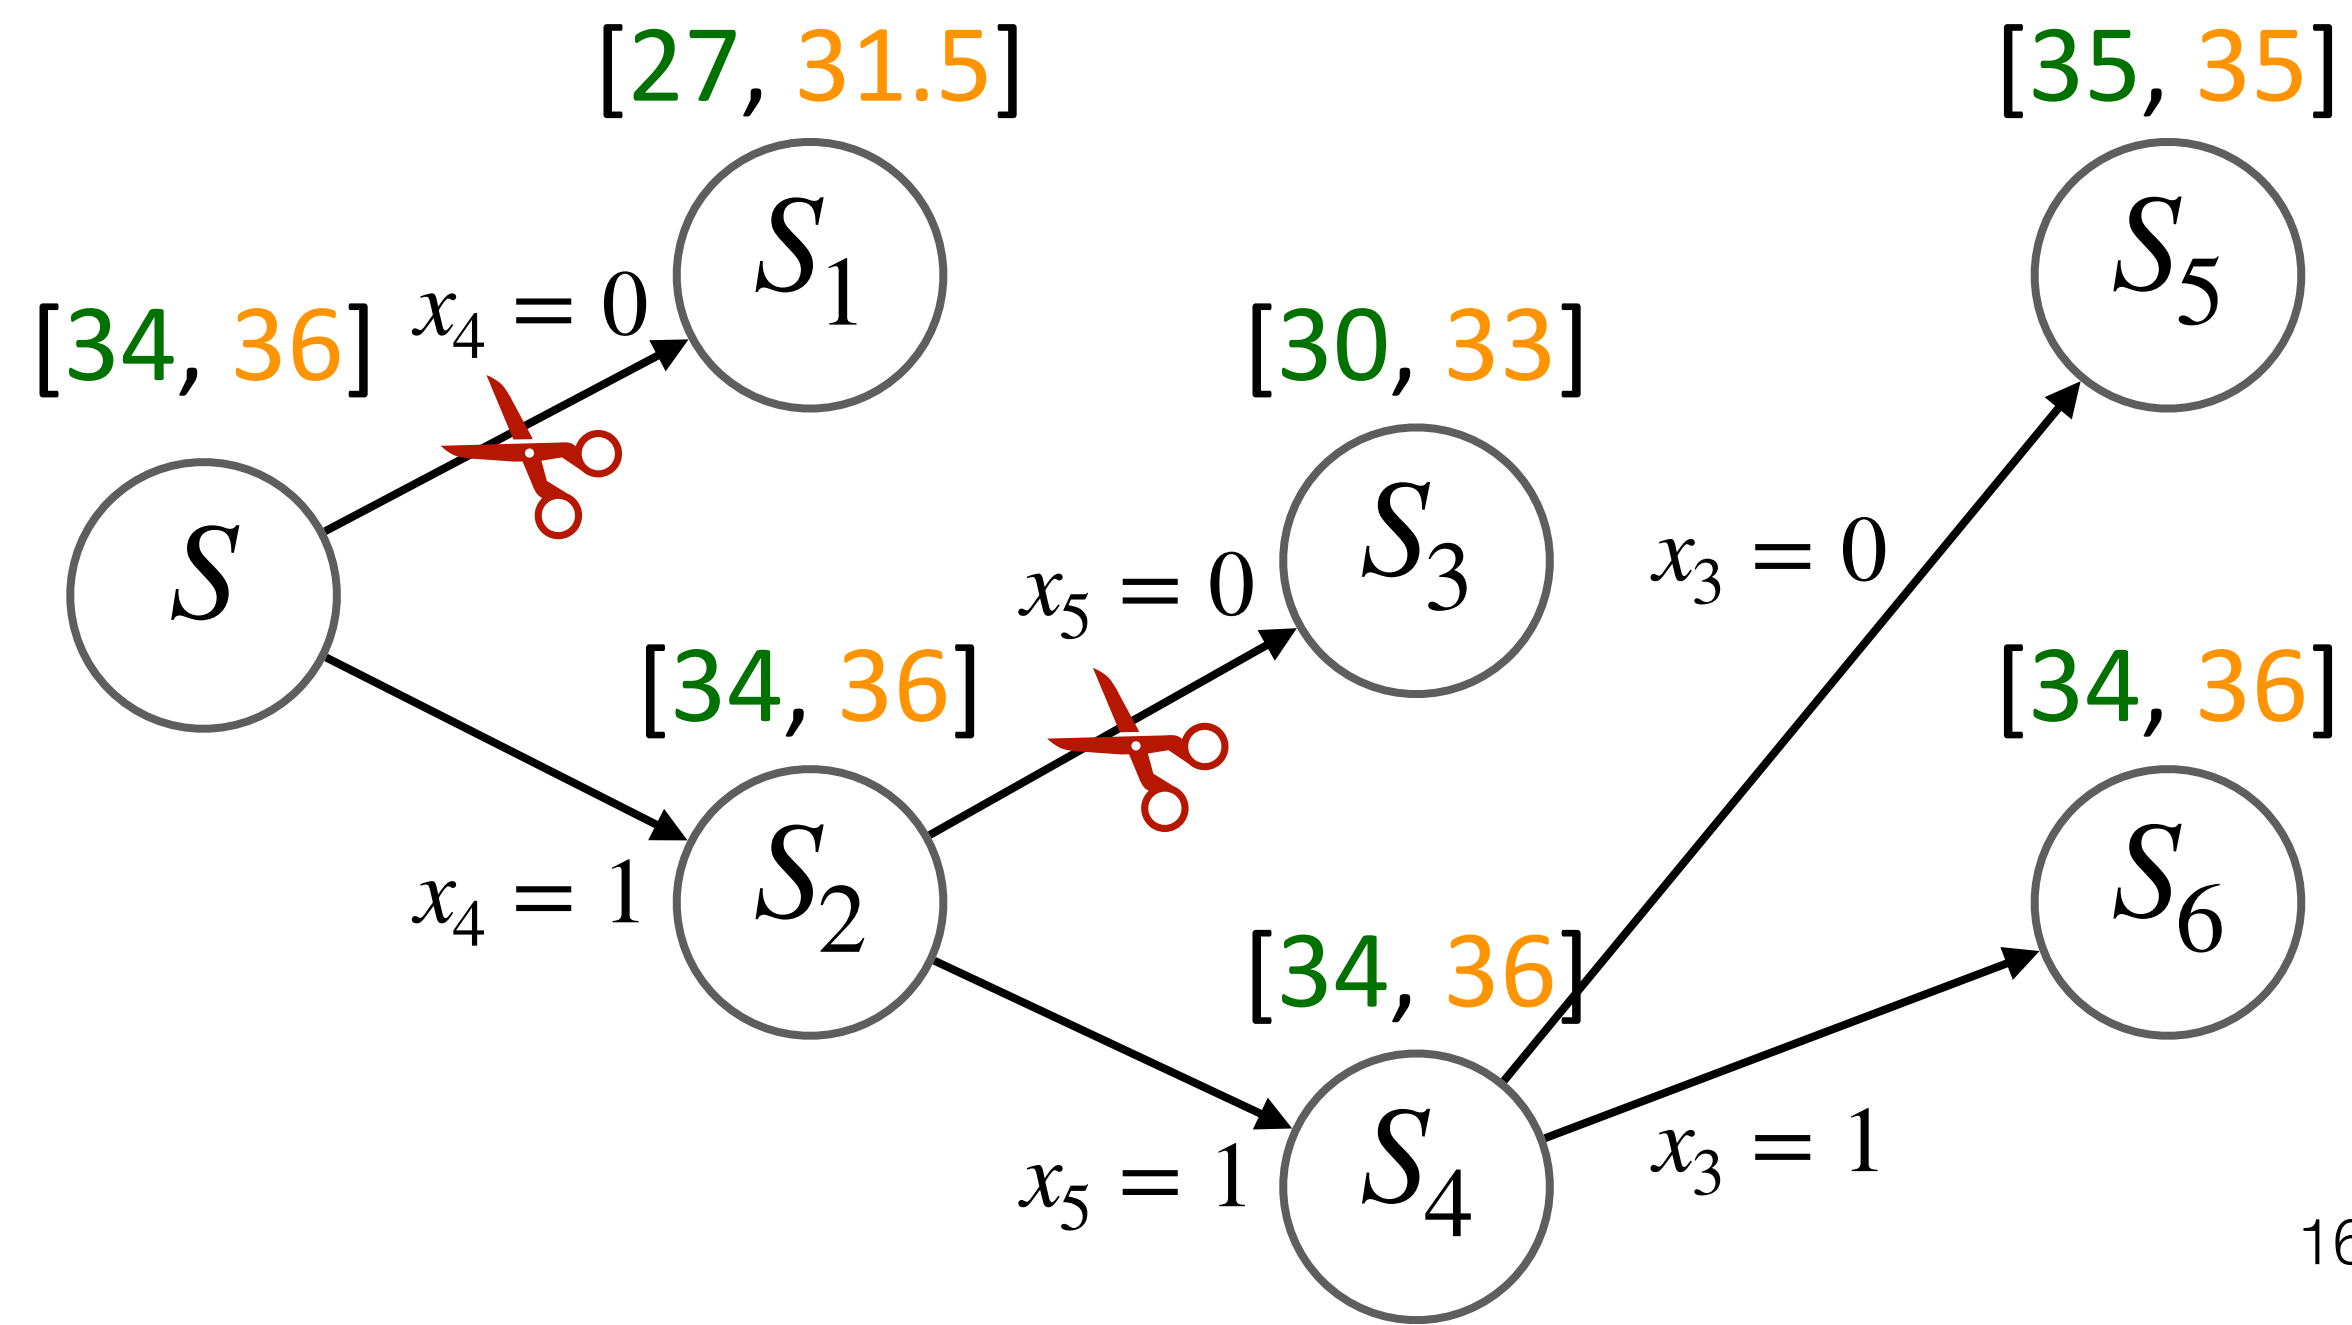 [27, 31.5]
[35, 35]
S₁
S₅
[34, 36]
x₄ = 0
[30, 33]
S
S₃
x₅ = 0
x₃ = 0
[34, 36]
[34, 36]
x₄ = 1
S₂
S₆
[34, 36]
x₅ = 1
S₄
x₃ = 1
16